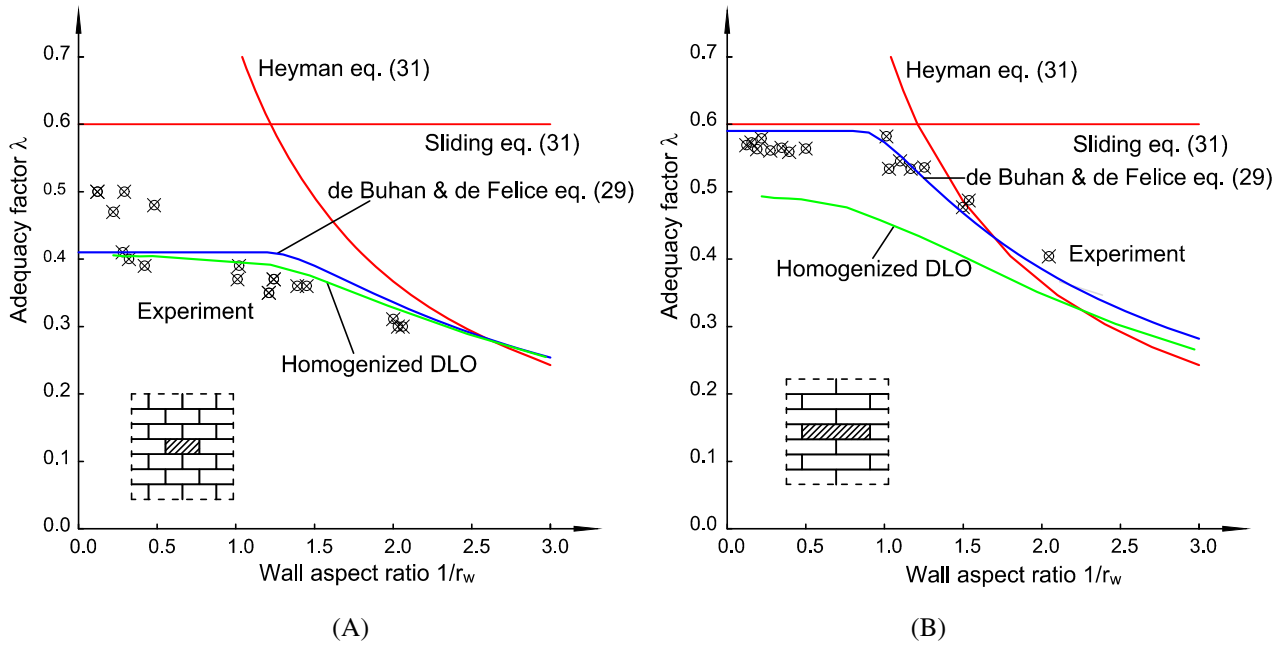 0.7
0.6
0.5
0.4
0.3
0.2
0.1
0.0
Adequacy factor λ
Heyman eq. (31)
Sliding eq. (31)
de Buhan & de Felice eq. (29)
Experiment
Homogenized DLO
0.0 0.5 1.0 1.5 2.0 2.5 3.0
Wall aspect ratio 1/rw
(A)
0.7
0.6
0.5
0.4
0.3
0.2
0.1
0.0
Adequacy factor λ
Heyman eq. (31)
Sliding eq. (31)
de Buhan & de Felice eq. (29)
Experiment
Homogenized DLO
0.0 0.5 1.0 1.5 2.0 2.5 3.0
Wall aspect ratio 1/rw
(B)